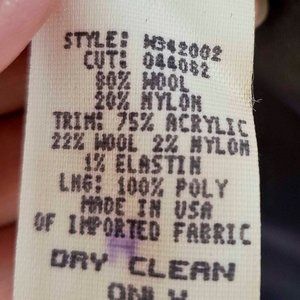 STYLE: W342002
CUT: 044082
80% WOOL
20% NYLON
TRIM: 75% ACRYLIC
22% WOOL 2% NYLON
1% ELASTIN
LNG: 100% POLY
MADE IN USA
OF IMPORTED FABRIC
DRY CLEAN
ONLY